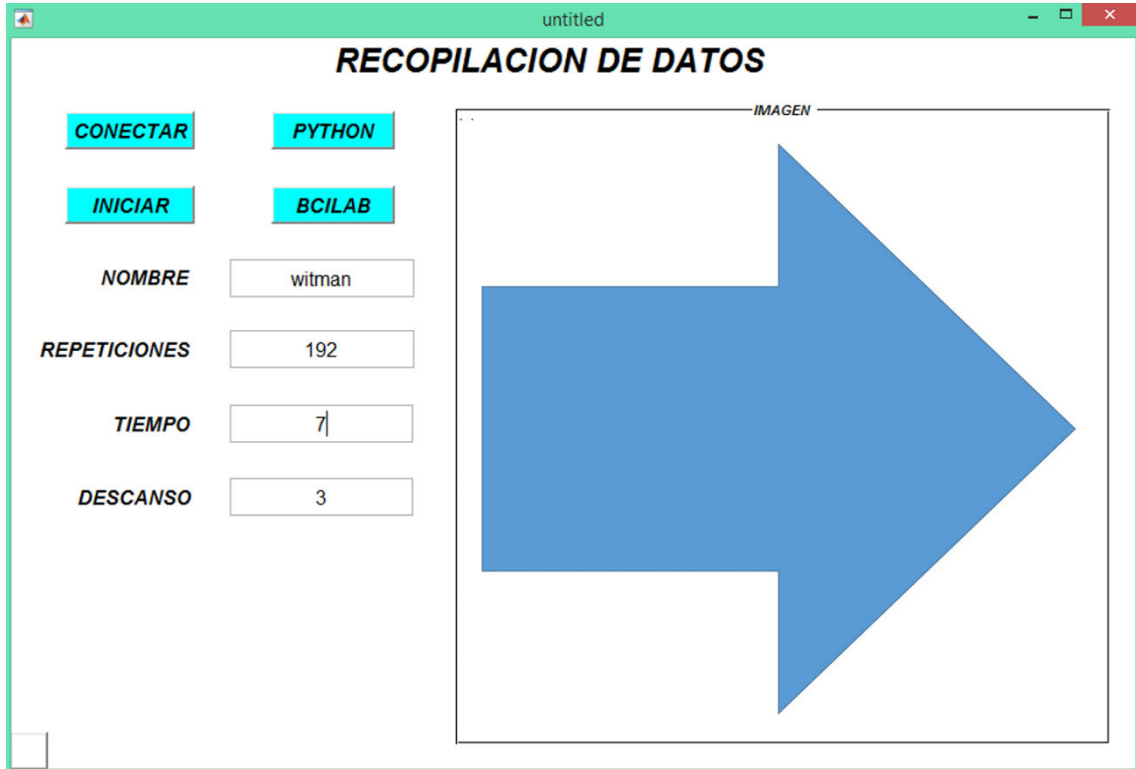 untitled
RECOPILACION DE DATOS
CONECTAR PYTHON
INICIAR BCILAB
NOMBRE witman
REPETICIONES 192
TIEMPO 7
DESCANSO 3
IMAGEN
. .